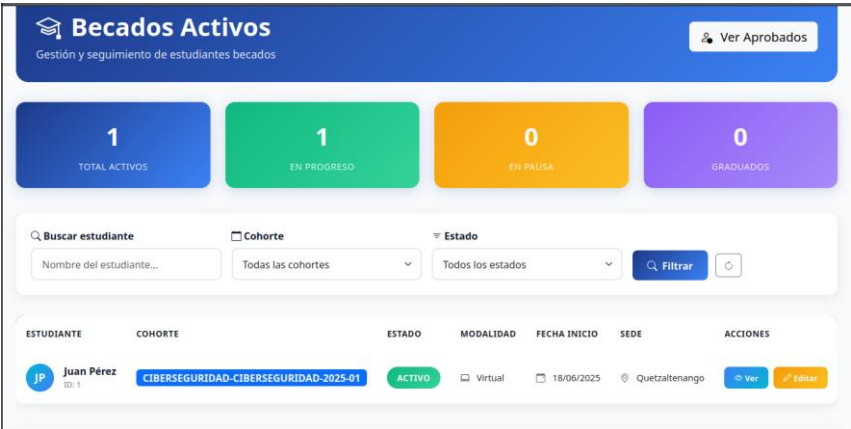 Becados Activos
Gestión y seguimiento de estudiantes becados
Ver Aprobados
1
TOTAL ACTIVOS
1
EN PROGRESO
0
EN PAUSA
0
GRADUADOS
Buscar estudiante
Cohorte
Estado
Nombre del estudiante...
Todas las cohortes
Todos los estados
Filtrar
ESTUDIANTE COHORTE ESTADO MODALIDAD FECHA INICIO SEDE ACCIONES
JP
Juan Pérez
ID: 1
CIBERSEGURIDAD-CIBERSEGURIDAD-2025-01
ACTIVO
Virtual
18/06/2025
Quetzaltenango
Ver
Editar